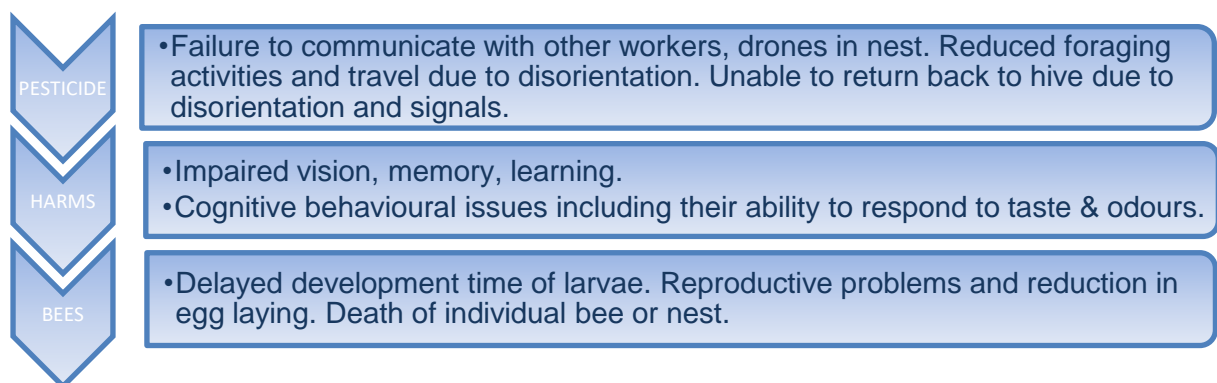 PESTICIDE
•Failure to communicate with other workers, drones in nest. Reduced foraging
activities and travel due to disorientation. Unable to return back to hive due to
disorientation and signals.
HARMS
•Impaired vision, memory, learning.
•Cognitive behavioural issues including their ability to respond to taste & odours.
BEES
•Delayed development time of larvae. Reproductive problems and reduction in
egg laying. Death of individual bee or nest.